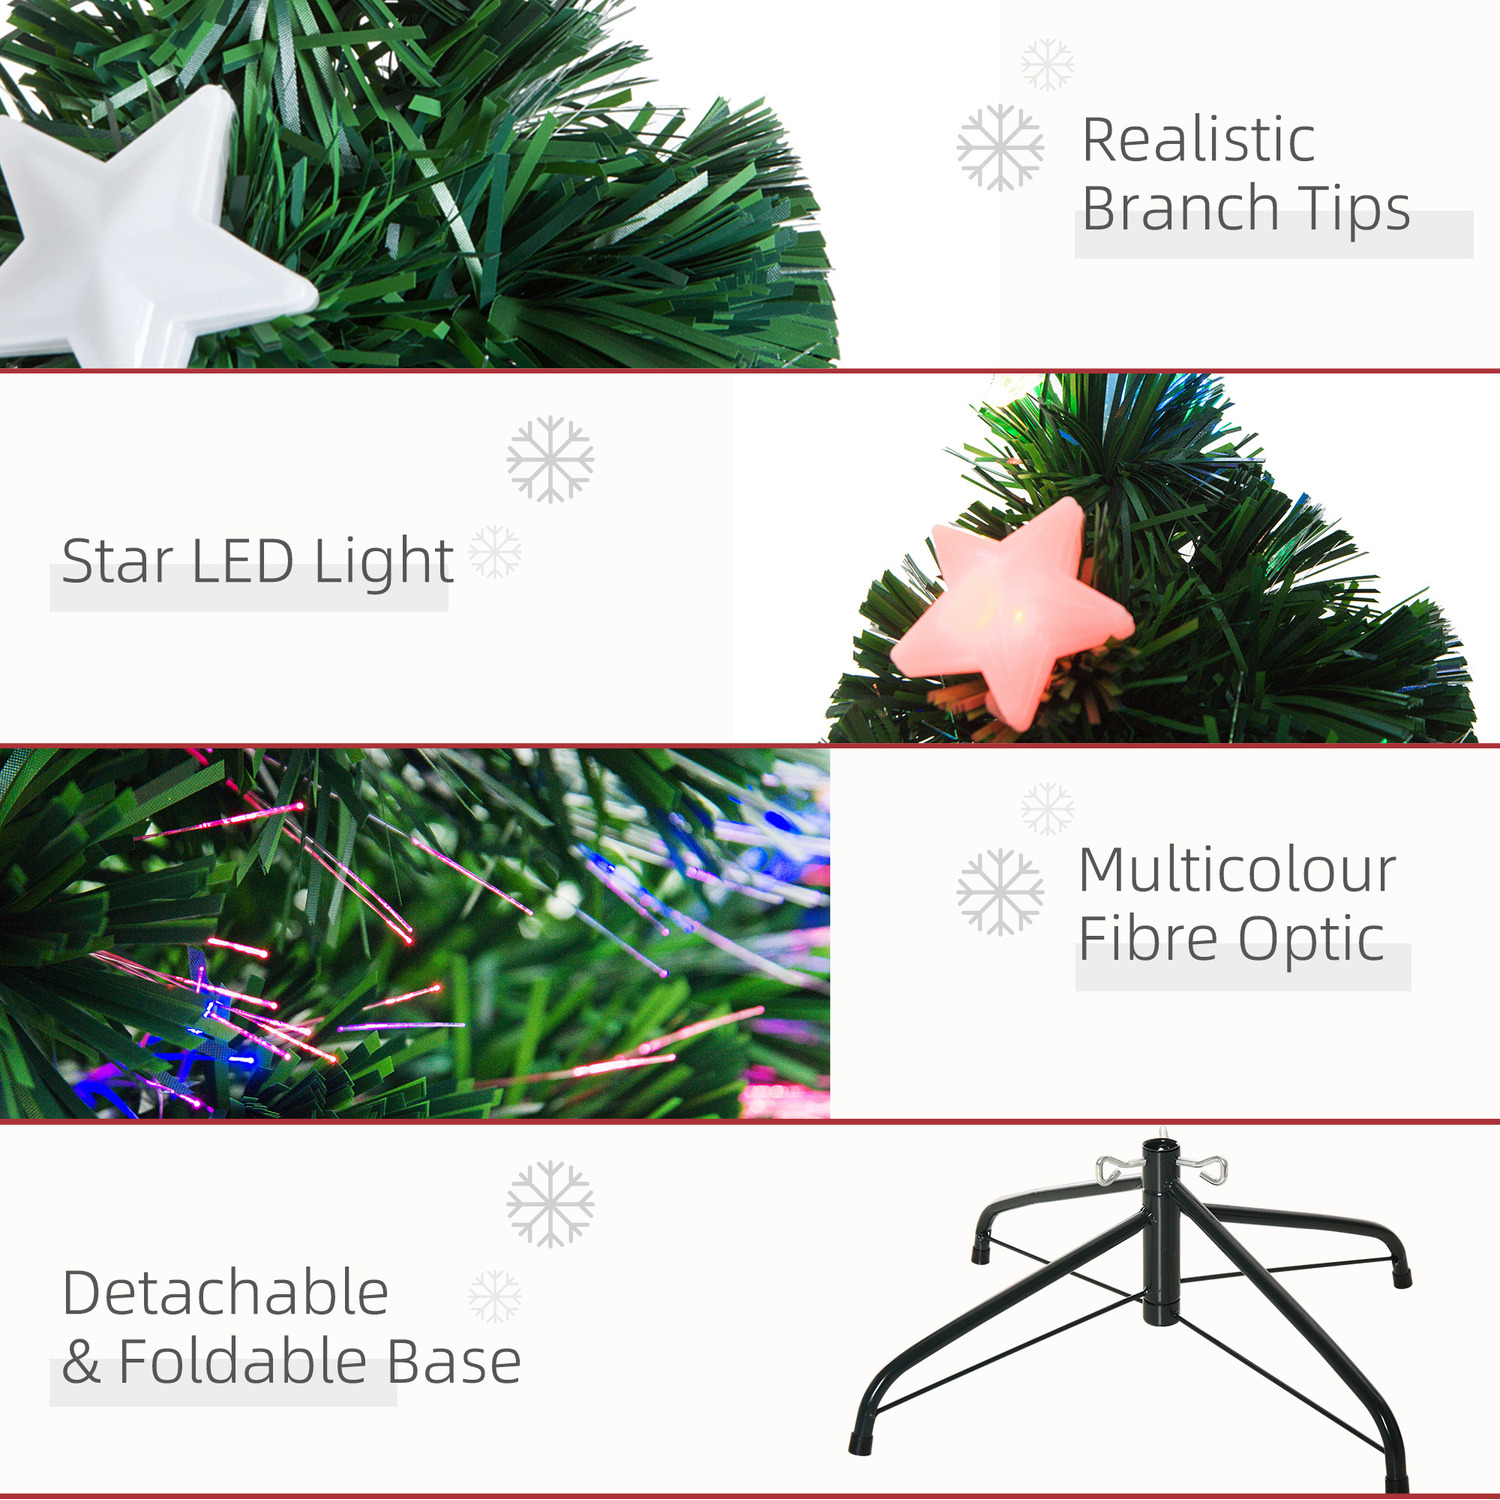 Realistic
Branch Tips
Star LED Light
Multicolour
Fibre Optic
Detachable
& Foldable Base